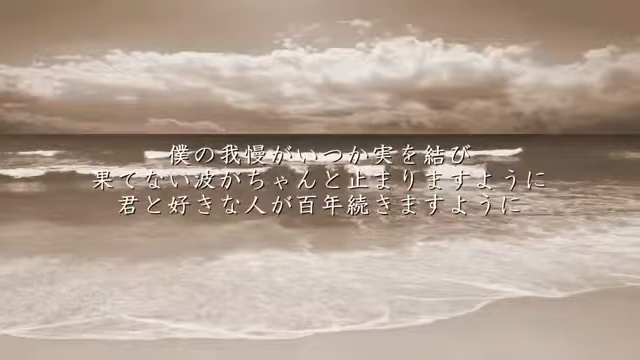 僕の我慢がいつか実を結び
果てない波がちゃんと止まりますように
君と好きな人が百年続きますように